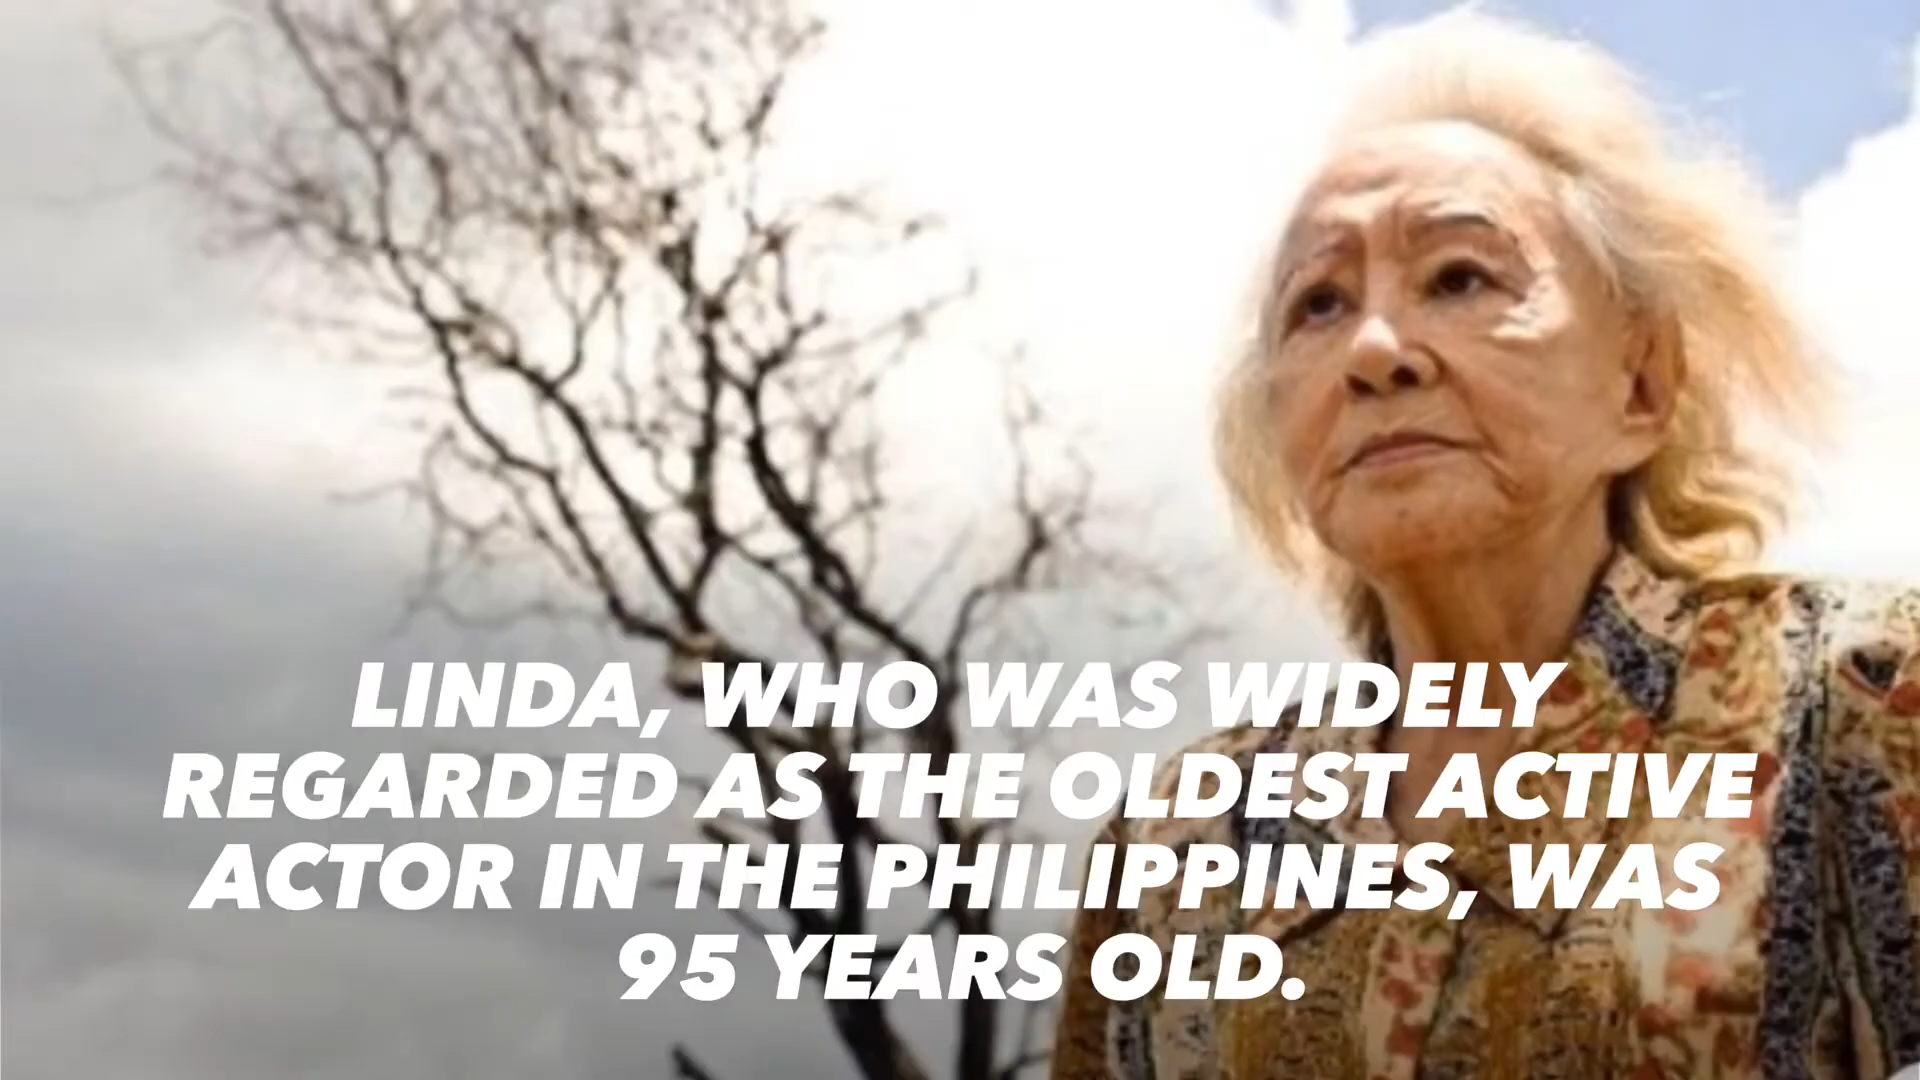 LINDA, WHO WAS WIDELY
REGARDED AS THE OLDEST ACTIVE
ACTOR IN THE PHILIPPINES, WAS
95 YEARS OLD.